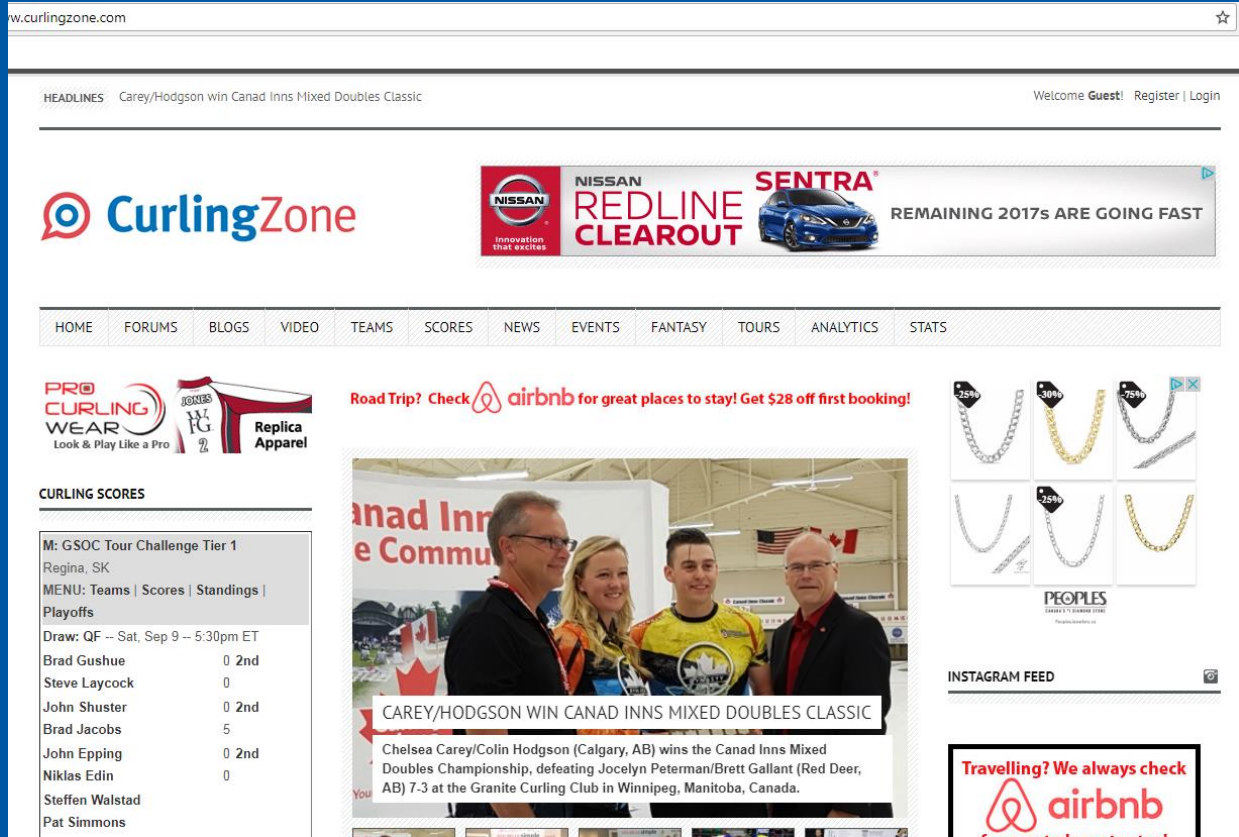 w.curlingzone.com
HEADLINES Carey/Hodgson win Canad Inns Mixed Doubles Classic
Welcome Guest! Register | Login
CurlingZone
NISSAN
Innovation
that excites
NISSAN
REDLINE
CLEAROUT
SENTRA
REMAINING 2017s ARE GOING FAST
HOME FORUMS BLOGS VIDEO TEAMS SCORES NEWS EVENTS FANTASY TOURS ANALYTICS STATS
PRO
CURLING
WEAR
Look & Play Like a Pro
JONES
WFG
2
Replica
Apparel
CURLING SCORES
M: GSOC Tour Challenge Tier 1
Regina, SK
MENU: Teams | Scores | Standings |
Playoffs
Draw: QF -- Sat, Sep 9 -- 5:30pm ET
Brad Gushue 0 2nd
Steve Laycock 0
John Shuster 0 2nd
Brad Jacobs 5
John Epping 0 2nd
Niklas Edin 0
Steffen Walstad
Pat Simmons
Road Trip? Check airbnb for great places to stay! Get $28 off first booking!
anad Inn
e Commu
You
CAREY/HODGSON WIN CANAD INNS MIXED DOUBLES CLASSIC
Chelsea Carey/Colin Hodgson (Calgary, AB) wins the Canad Inns Mixed
Doubles Championship, defeating Jocelyn Peterman/Brett Gallant (Red Deer,
AB) 7-3 at the Granite Curling Club in Winnipeg, Manitoba, Canada.
-25%
-30%
-75%
-25%
PEOPLES
CANADA'S #1 DIAMOND STORE
INSTAGRAM FEED
Travelling? We always check
airbnb